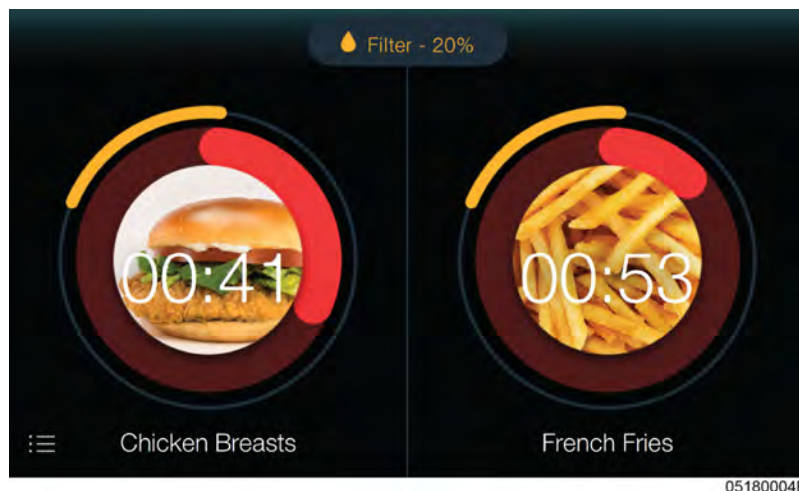 Filter - 20%
00:41
00:53
Chicken Breasts
French Fries